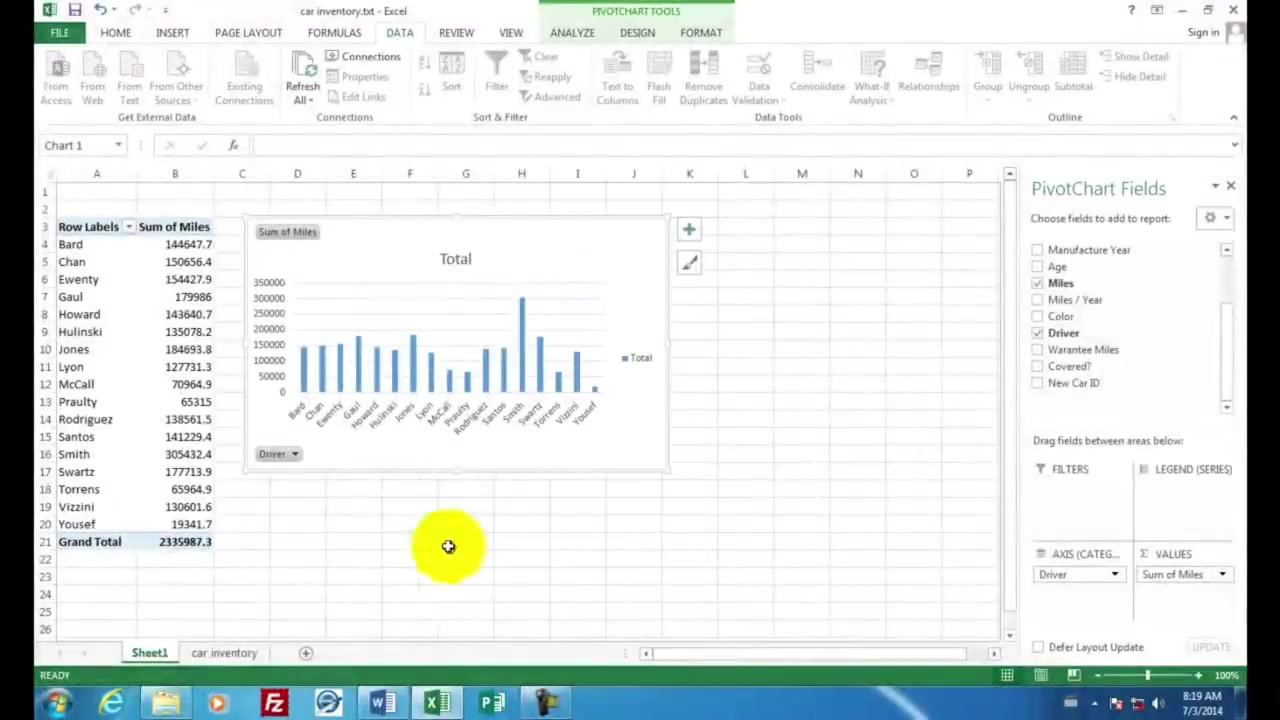 car inventory.txt - Excel
PIVOTCHART TOOLS
?
FILE HOME INSERT PAGE LAYOUT FORMULAS DATA REVIEW VIEW ANALYZE DESIGN FORMAT Sign in
From Access
From Web
From Text
From Other Sources
Existing Connections
Get External Data
Refresh All
Connections
Properties
Edit Links
Connections
Sort
Filter
Clear
Reapply
Advanced
Sort & Filter
Text to Columns
Flash Fill
Remove Duplicates
Data Validation
Consolidate
What-If Analysis
Relationships
Data Tools
Group
Ungroup
Subtotal
Show Detail
Hide Detail
Outline
Chart 1 fx
A B C D E F G H I J K L M N O P
1
2
3 Row Labels Sum of Miles
4 Bard 144647.7
5 Chan 150656.4
6 Ewenty 154427.9
7 Gaul 179986
8 Howard 143640.7
9 Hulinski 135078.2
10 Jones 184693.8
11 Lyon 127731.3
12 McCall 70964.9
13 Praulty 65315
14 Rodriguez 138561.5
15 Santos 141229.4
16 Smith 305432.4
17 Swartz 177713.9
18 Torrens 65964.9
19 Vizzini 130601.6
20 Yousef 19341.7
21 Grand Total 2335987.3
22
23
24
25
26
Sum of Miles
Total
350000
300000
250000
200000
150000
100000
50000
0
Bard Chan Ewenty Gaul Howard Hulinski Jones Lyon McCall Praulty Rodriguez Santos Smith Swartz Torrens Vizzini Yousef
Total
Driver
PivotChart Fields
Choose fields to add to report:
Manufacture Year
Age
Miles
Miles / Year
Color
Driver
Warantee Miles
Covered?
New Car ID
Drag fields between areas below:
FILTERS
LEGEND (SERIES)
AXIS (CATEG...
VALUES
Driver
Sum of Miles
Defer Layout Update
UPDATE
Sheet1 car inventory
READY
100%
8:19 AM
7/3/2014